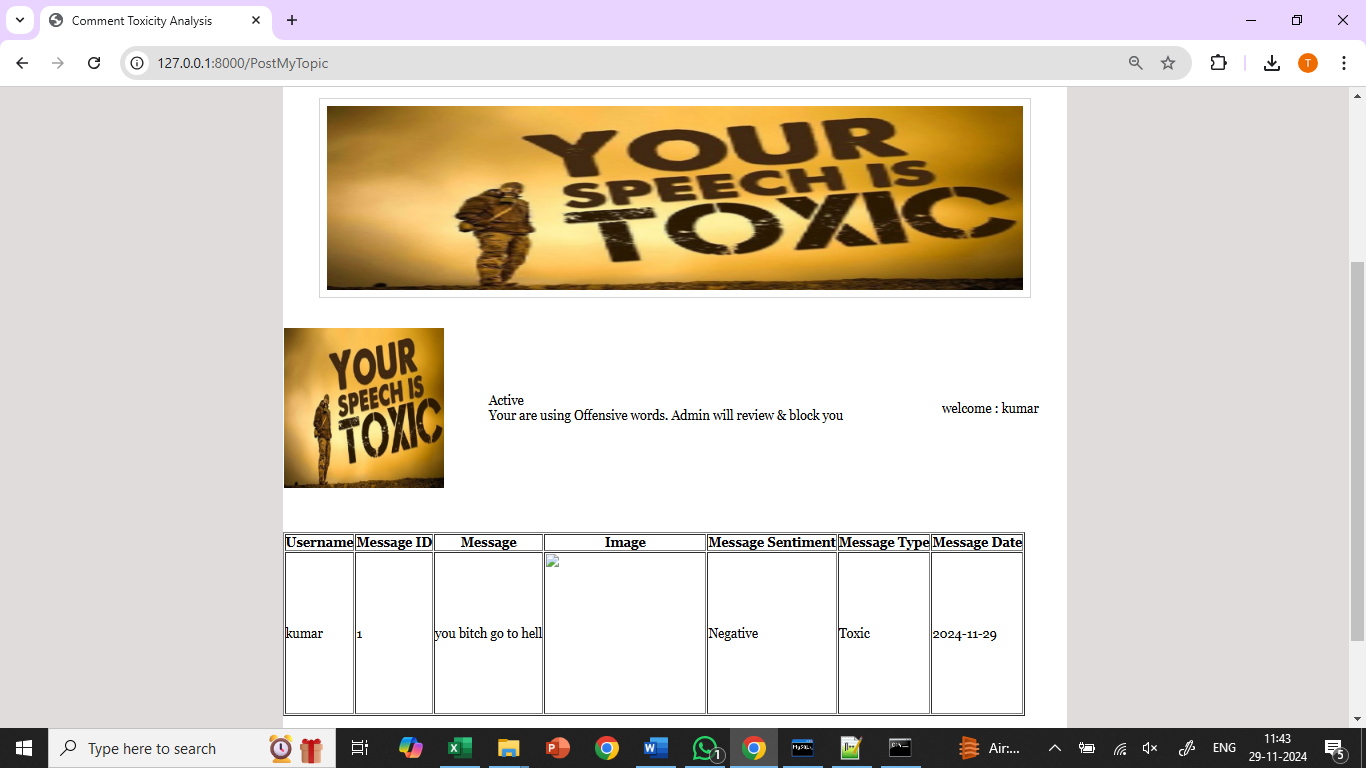 Comment Toxicity Analysis
127.0.0.1:8000/PostMyTopic
T
YOUR
SPEECH IS
TOXIC
YOUR
SPEECH IS
TOXIC
Active
Your are using Offensive words. Admin will review & block you
welcome : kumar
Username Message ID Message Image Message Sentiment Message Type Message Date
kumar 1 you bitch go to hell Negative Toxic 2024-11-29
Type here to search
1
Air:...
ENG
11:43
29-11-2024
5